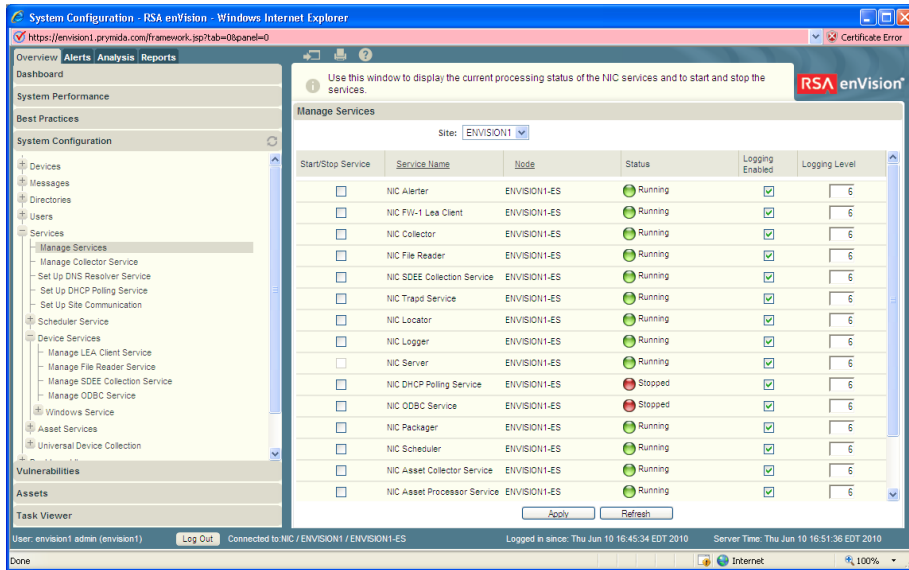 System Configuration - RSA enVision - Windows Internet Explorer
https://envision1.prymida.com/framework.jsp?tab=0&panel=0
Certificate Error
Overview Alerts Analysis Reports
Dashboard
System Performance
Best Practices
System Configuration
Devices
Messages
Directories
Users
Services
Manage Services
Manage Collector Service
Set Up DNS Resolver Service
Set Up DHCP Polling Service
Set Up Site Communication
Scheduler Service
Device Services
Manage LEA Client Service
Manage File Reader Service
Manage SDEE Collection Service
Manage ODBC Service
Windows Service
Asset Services
Universal Device Collection
Vulnerabilities
Assets
Task Viewer
Use this window to display the current processing status of the NIC services and to start and stop the
services.
RSA enVision
Manage Services
Site: ENVISION1
Start/Stop Service Service Name Node Status Logging Enabled Logging Level
NIC Alerter ENVISION1-ES Running 6
NIC FW-1 Lea Client ENVISION1-ES Running 6
NIC Collector ENVISION1-ES Running 6
NIC File Reader ENVISION1-ES Running 6
NIC SDEE Collection Service ENVISION1-ES Running 6
NIC Trapd Service ENVISION1-ES Running 6
NIC Locator ENVISION1-ES Running 6
NIC Logger ENVISION1-ES Running 6
NIC Server ENVISION1-ES Running 6
NIC DHCP Polling Service ENVISION1-ES Stopped 6
NIC ODBC Service ENVISION1-ES Stopped 6
NIC Packager ENVISION1-ES Running 6
NIC Scheduler ENVISION1-ES Running 6
NIC Asset Collector Service ENVISION1-ES Running 6
NIC Asset Processor Service ENVISION1-ES Running 6
Apply Refresh
User: envision1 admin (envision1) Log Out Connected to:NIC / ENVISION1 / ENVISION1-ES Logged in since: Thu Jun 10 16:45:34 EDT 2010 Server Time: Thu Jun 10 16:51:36 EDT 2010
Done Internet 100%